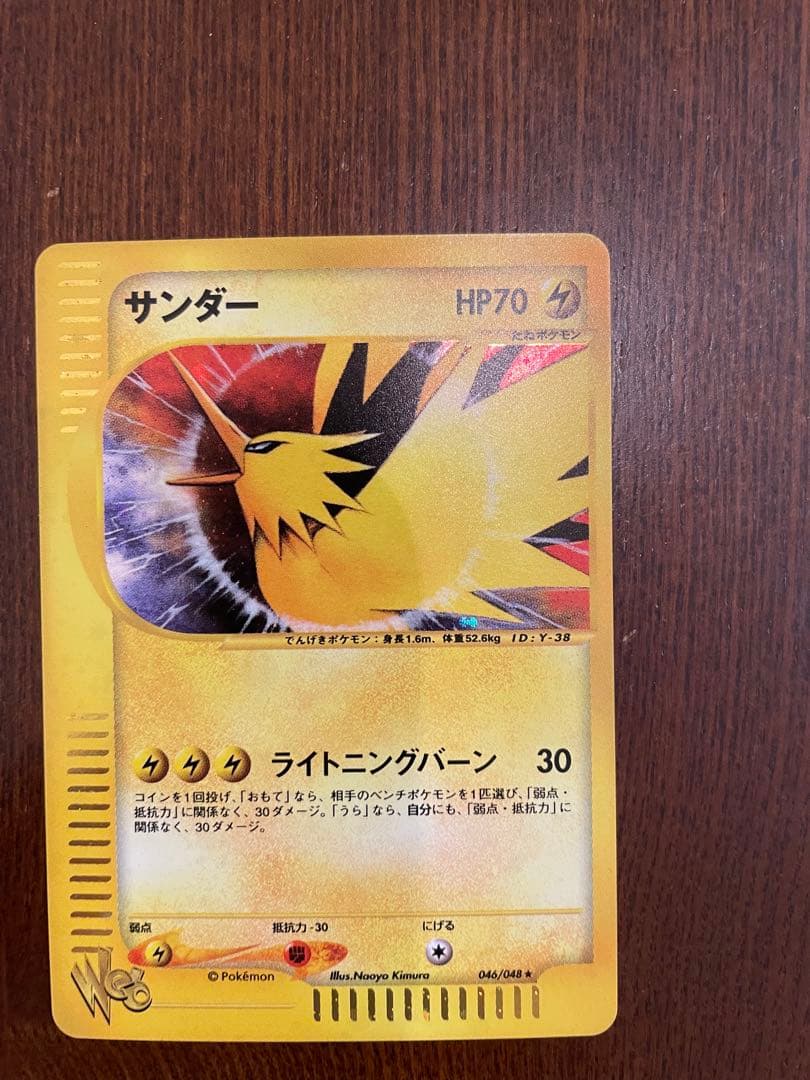 サンダー HP70
たねポケモン
でんげきポケモン：身長1.6m、体重52.6kg ID:Y-38
ライトニングバーン 30
コインを1回投げ、「おもて」なら、相手のベンチポケモンを1匹選び、「弱点・
抵抗力」に関係なく、30ダメージ。「うら」なら、自分にも、「弱点・抵抗力」に
関係なく、30ダメージ。
弱点 抵抗力 -30 にげる
Web
© Pokémon Illus.Naoyo Kimura 046/048 ★